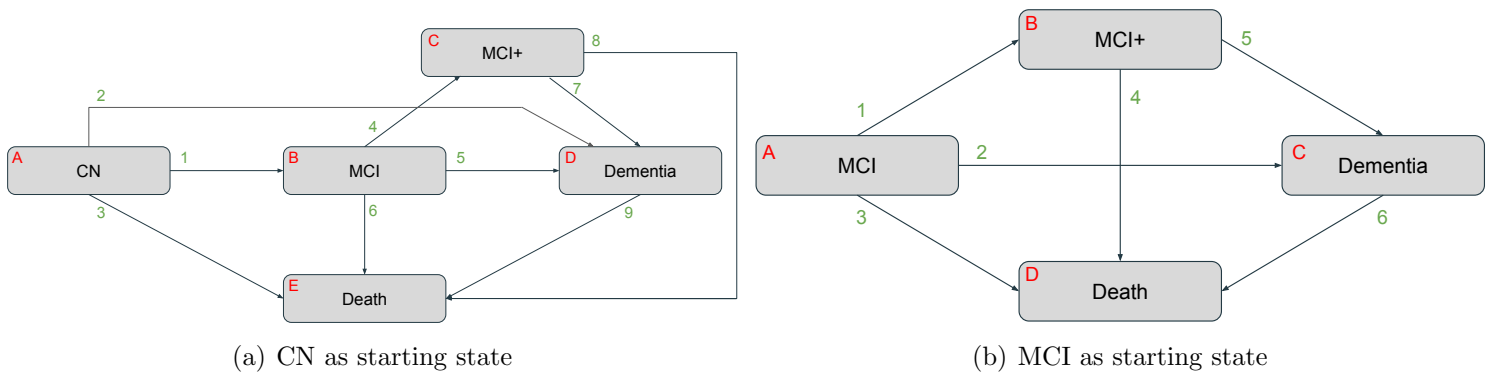 C
MCI+
8
2
7
4
A
CN
1
B
MCI
5
D
Dementia
3
6
9
E
Death
(a) CN as starting state
B
MCI+
5
1
4
A
MCI
2
C
Dementia
3
6
D
Death
(b) MCI as starting state